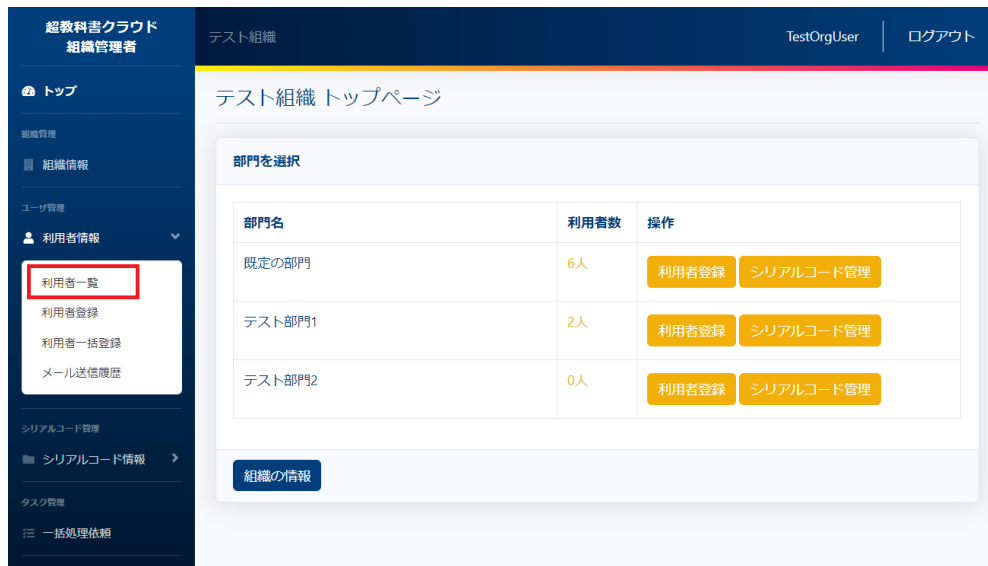 超教科書クラウド
組織管理者
テスト組織
TestOrgUser
ログアウト
トップ
組織管理
組織情報
ユーザ管理
利用者情報
利用者一覧
利用者登録
利用者一括登録
メール送信履歴
シリアルコード管理
シリアルコード情報
タスク管理
一括処理依頼
テスト組織 トップページ
部門を選択
部門名 利用者数 操作
既定の部門 6人 利用者登録 シリアルコード管理
テスト部門1 2人 利用者登録 シリアルコード管理
テスト部門2 0人 利用者登録 シリアルコード管理
組織の情報